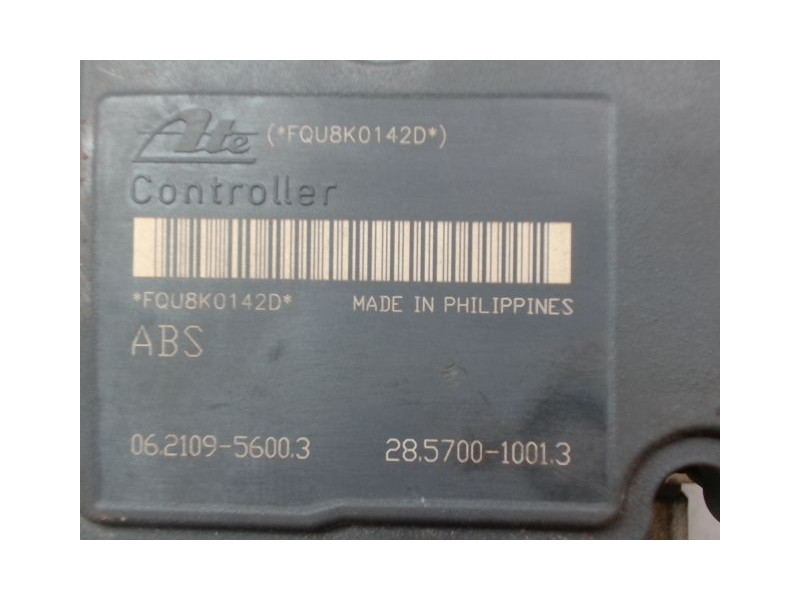 Ate (*FQU8K0142D*)
Controller
*FQU8K0142D* MADE IN PHILIPPINES
ABS
06.2109-5600.3 28.5700-1001.3